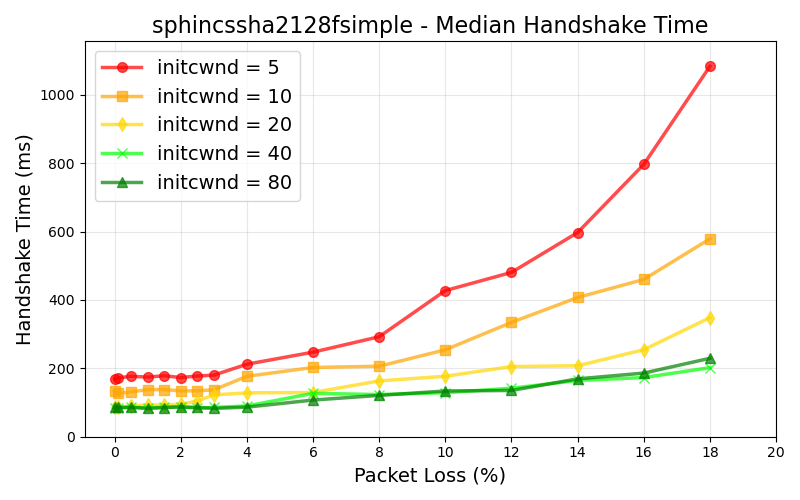 sphincssha2128fsimple - Median Handshake Time
initcwnd = 5
initcwnd = 10
initcwnd = 20
initcwnd = 40
initcwnd = 80
Handshake Time (ms)
1000
800
600
400
200
0
0 2 4 6 8 10 12 14 16 18 20
Packet Loss (%)